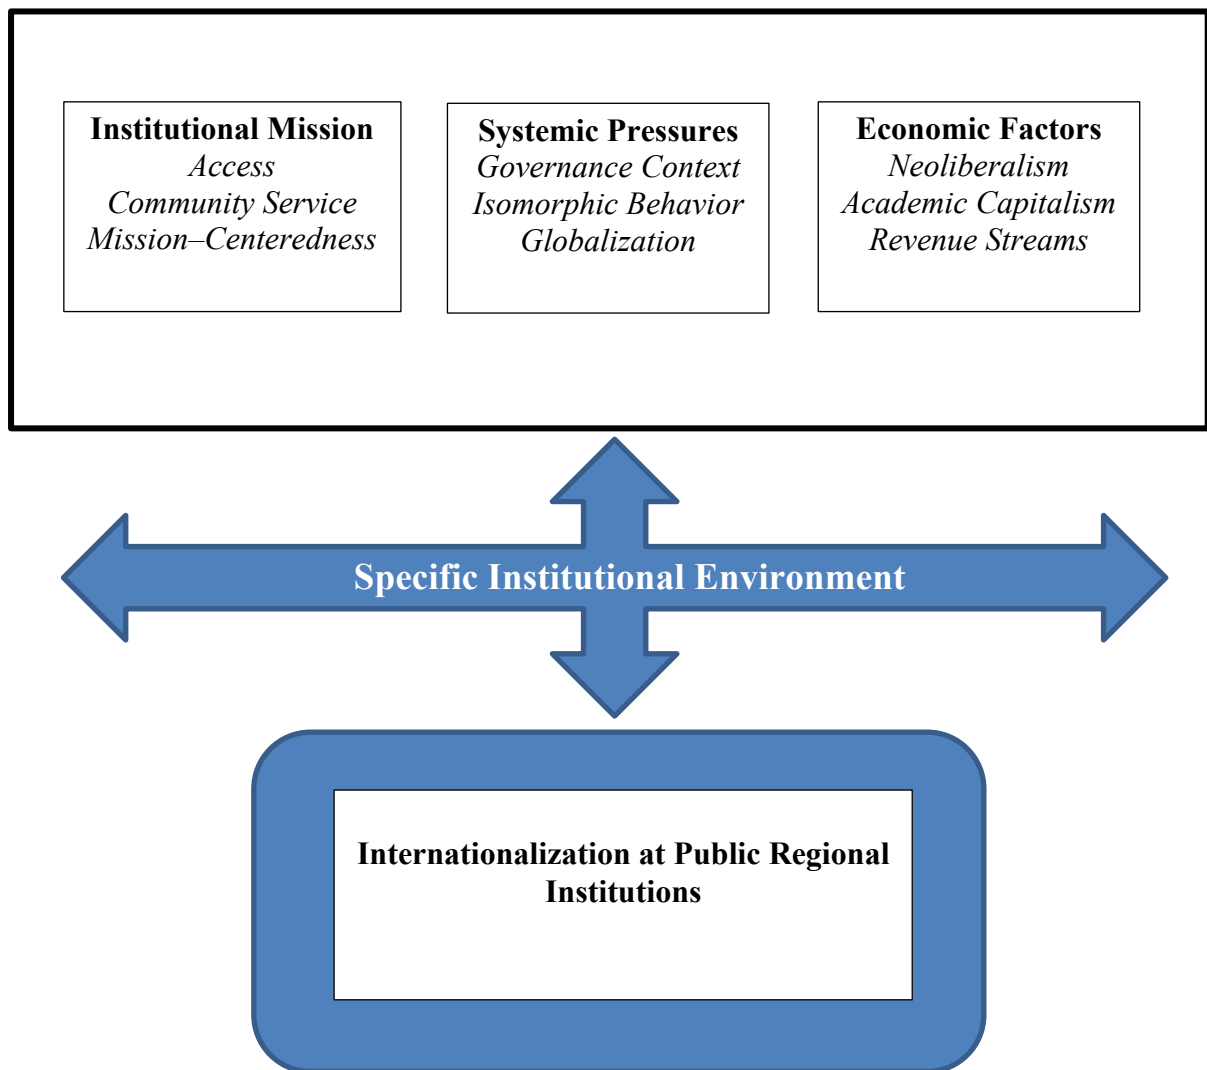 Institutional Mission
Access
Community Service
Mission–Centeredness
Systemic Pressures
Governance Context
Isomorphic Behavior
Globalization
Economic Factors
Neoliberalism
Academic Capitalism
Revenue Streams
Specific Institutional Environment
Internationalization at Public Regional
Institutions